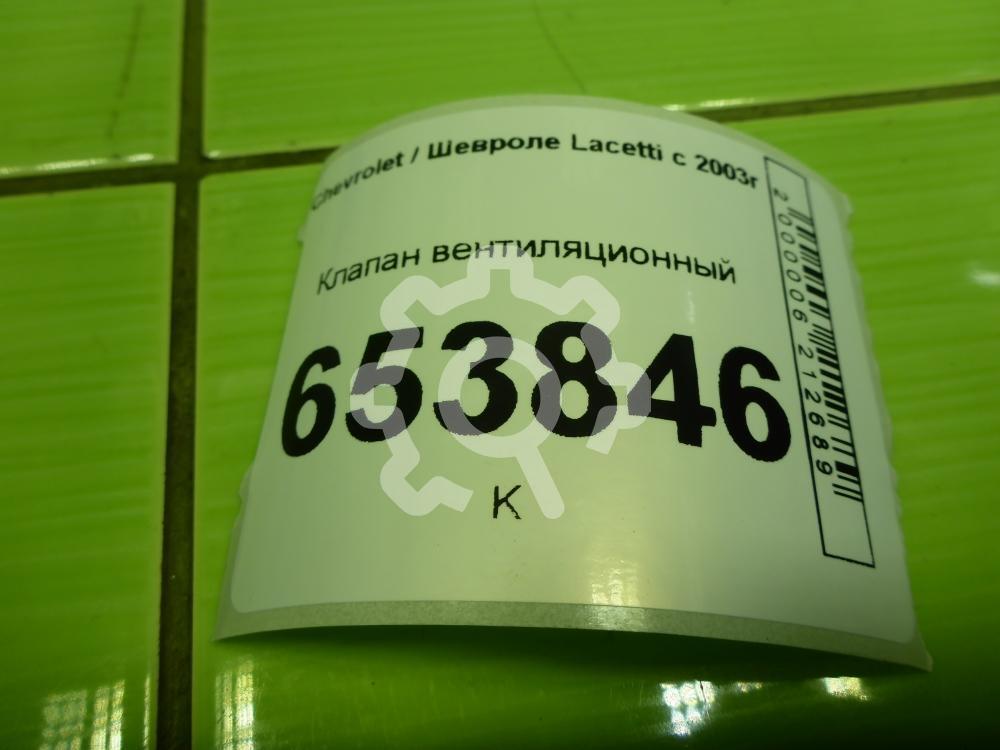 Chevrolet / Шевроле Lacetti с 2003г
Клапан вентиляционный
653846
К
2000006212689